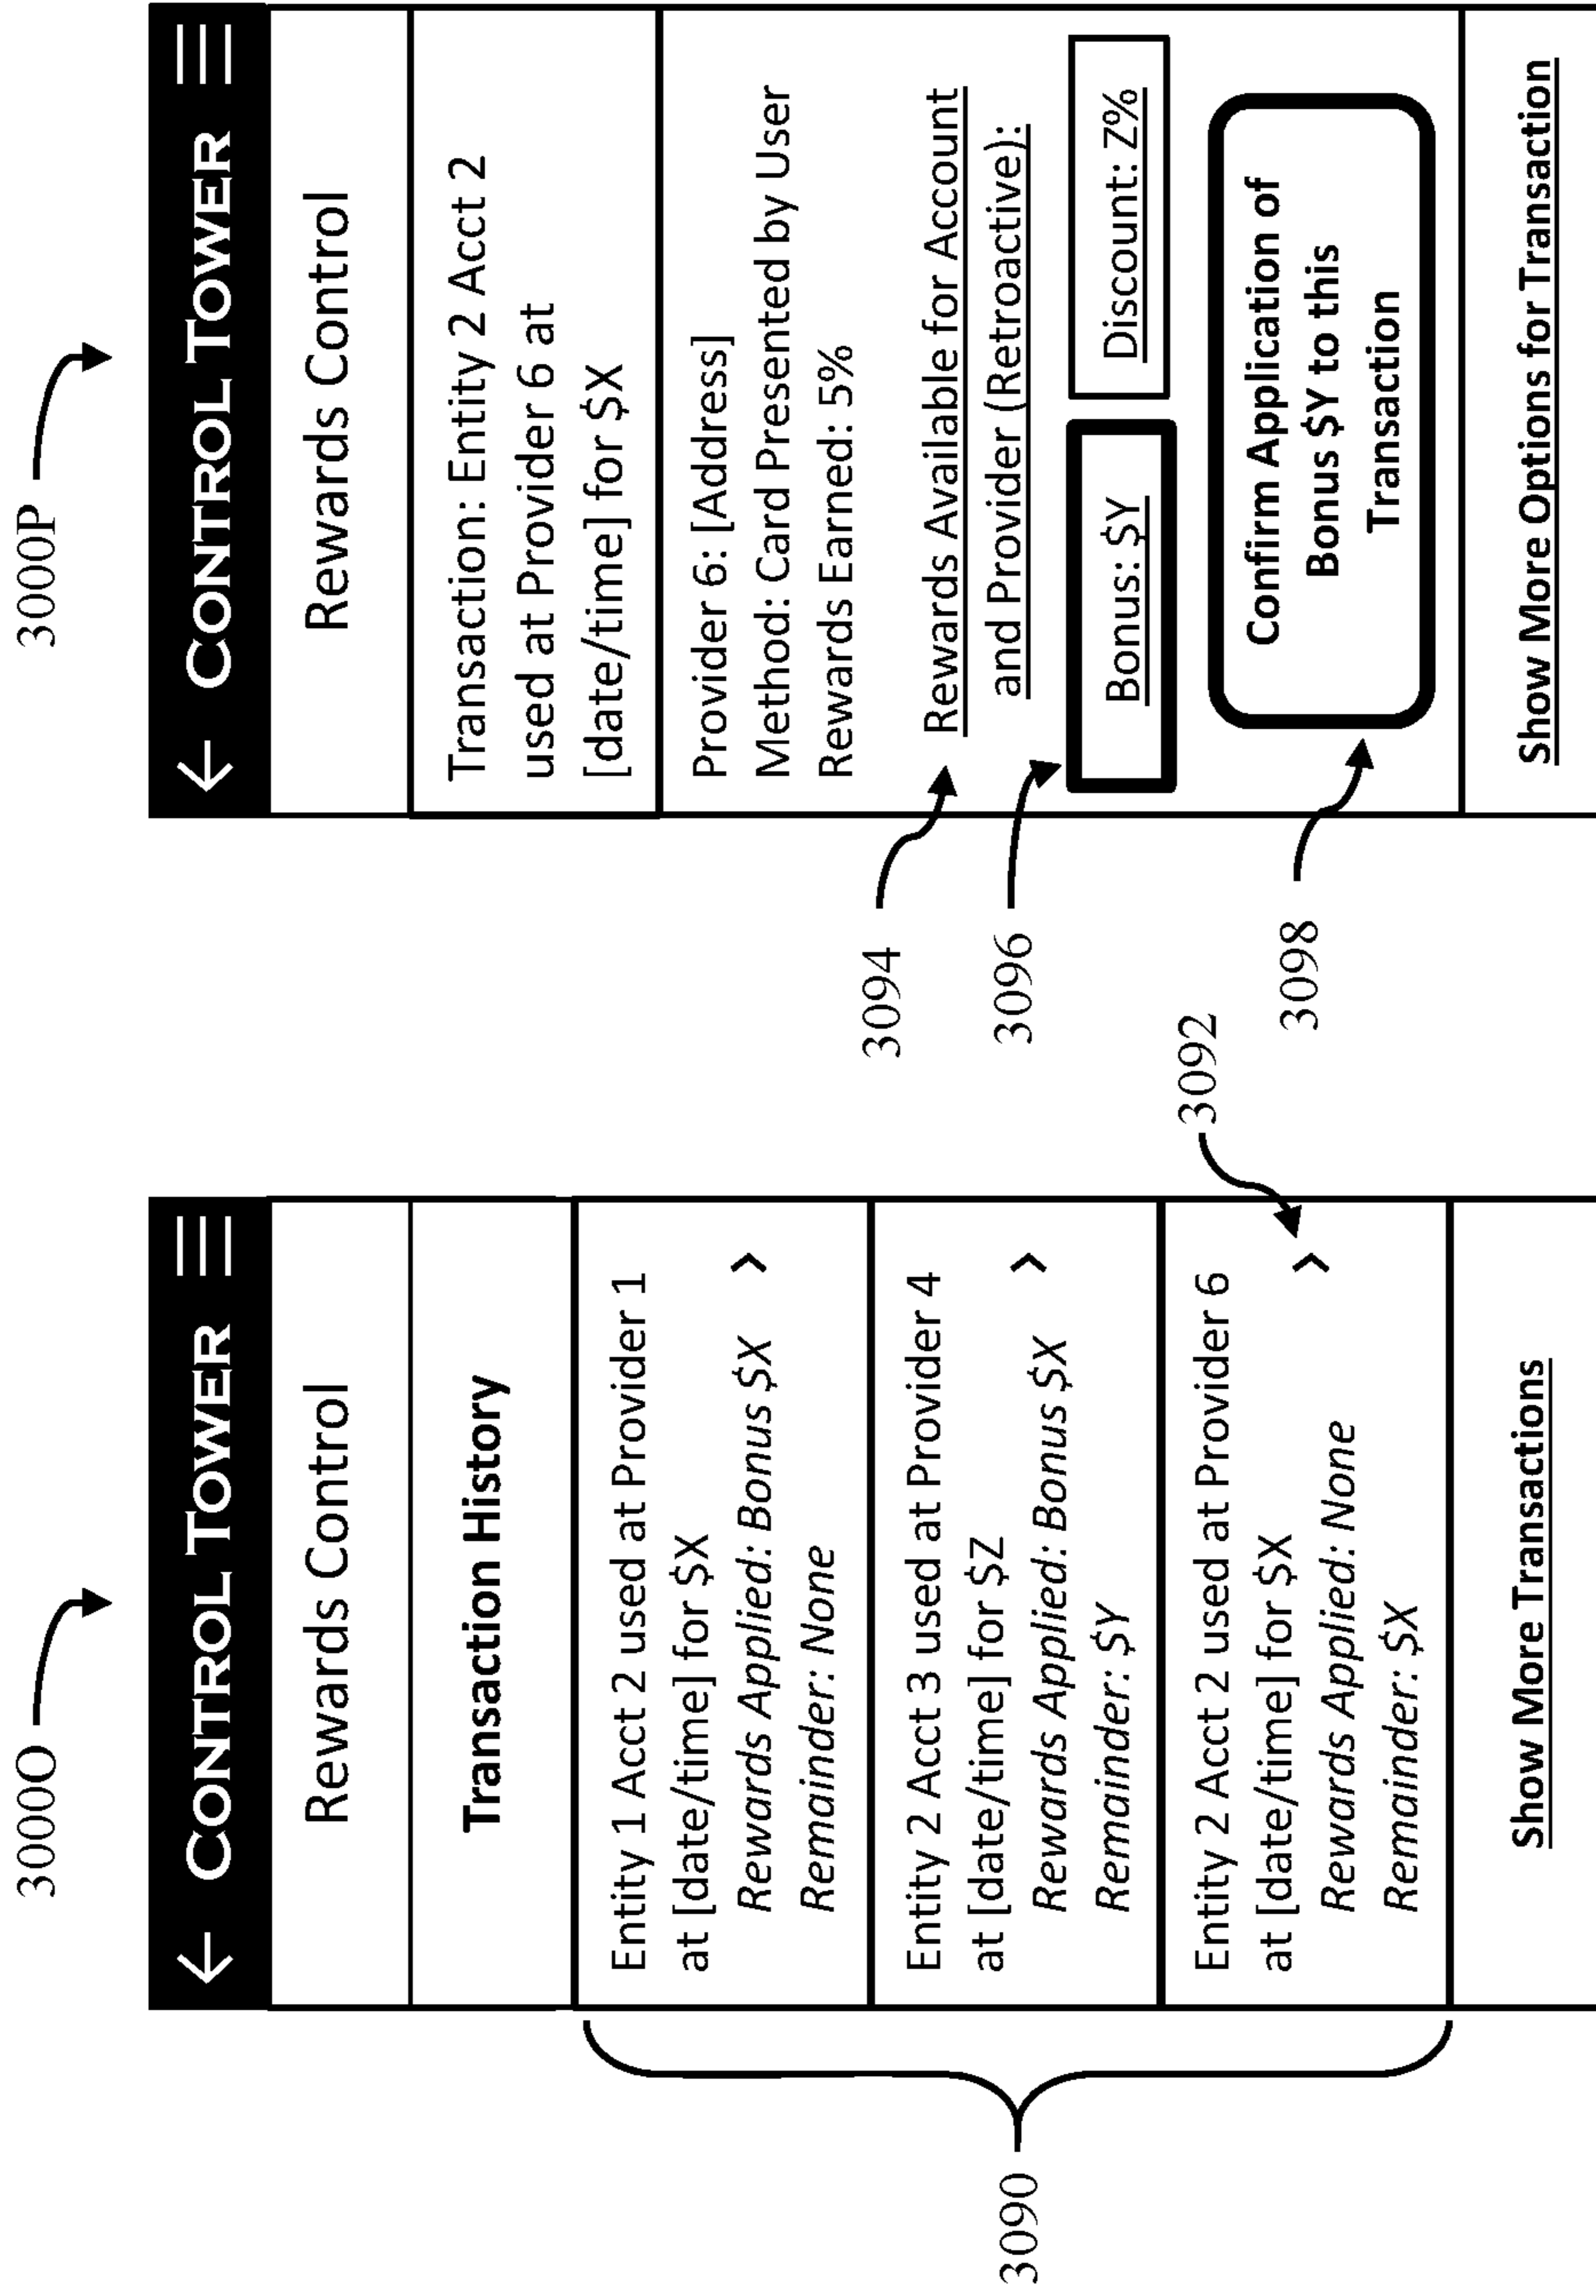 3000O
← CONTROL TOWER
Rewards Control
Transaction History
Entity 1 Acct 2 used at Provider 1
at [date/time] for $X
Rewards Applied: Bonus $X >
Remainder: None
Entity 2 Acct 3 used at Provider 4
at [date/time] for $Z
Rewards Applied: Bonus $X >
Remainder: $Y
Entity 2 Acct 2 used at Provider 6
at [date/time] for $X
Rewards Applied: None >
Remainder: $X
Show More Transactions
3090
3092
3000P
← CONTROL TOWER
Rewards Control
Transaction: Entity 2 Acct 2
used at Provider 6 at
[date/time] for $X
Provider 6: [Address]
Method: Card Presented by User
Rewards Earned: 5%
Rewards Available for Account
and Provider (Retroactive):
Bonus: $Y Discount: Z%
Confirm Application of
Bonus $Y to this
Transaction
Show More Options for Transaction
3094
3096
3098